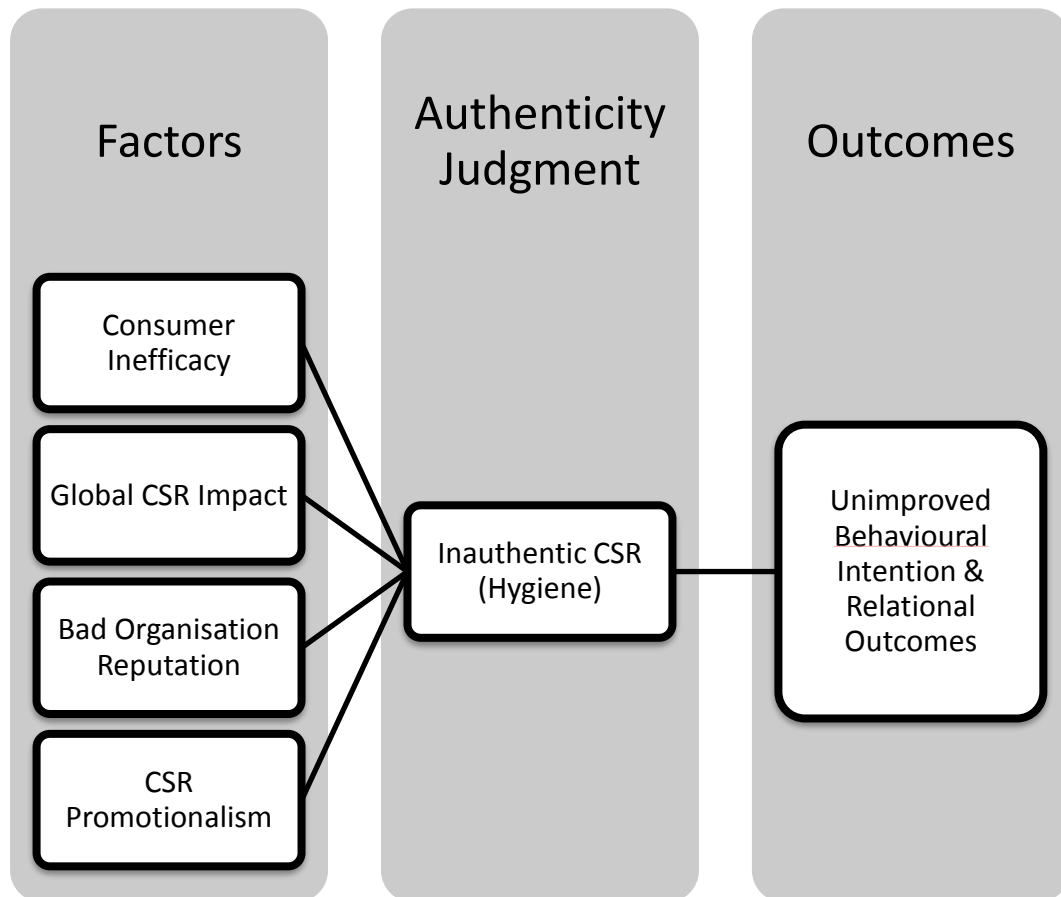 Factors
Authenticity
Judgment
Outcomes
Consumer
Inefficacy
Global CSR Impact
Bad Organisation
Reputation
CSR
Promotionalism
Inauthentic CSR
(Hygiene)
Unimproved
Behavioural
Intention &
Relational
Outcomes